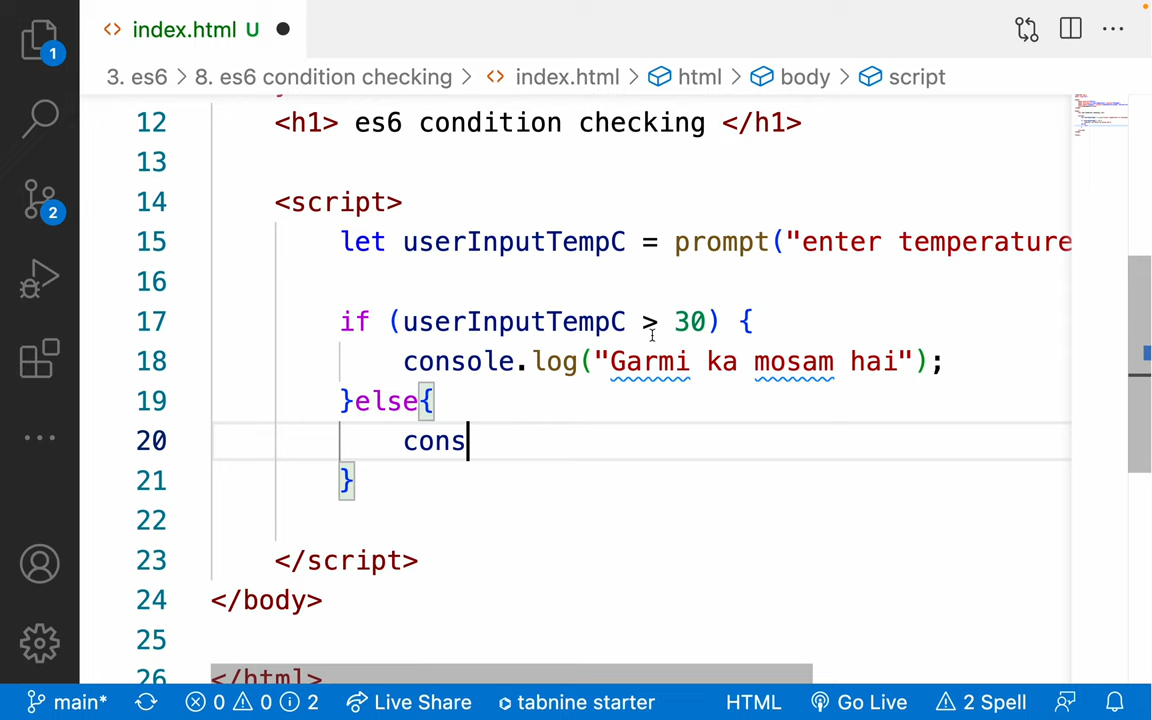 <> index.html U
1
3. es6 > 8. es6 condition checking > <> index.html > html > body > script
12 <h1> es6 condition checking </h1>
13
14 <script>
15 let userInputTempC = prompt("enter temperature
16
17 if (userInputTempC > 30) {
18 console.log("Garmi ka mosam hai");
19 }else{
20 cons
21 }
22
23 </script>
24 </body>
25
26 </html>
2
main* 0 0 2 Live Share tabnine starter HTML Go Live 2 Spell